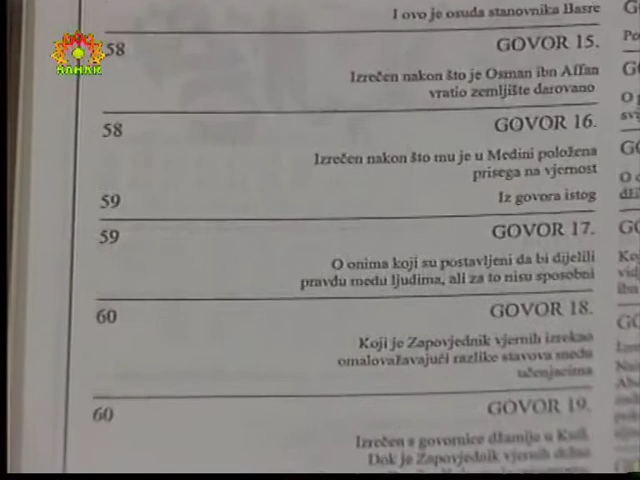 SAHAR
I ovo je osuda stanovnika Basre
58 GOVOR 15.
Izrečen nakon što je Osman ibn Affan
vratio zemljište darovano
58 GOVOR 16.
Izrečen nakon što mu je u Medini položena
prisega na vjernost
59 Iz govora istog
59 GOVOR 17.
O onima koji su postavljeni da bi dijelili
pravdu među ljudima, ali za to nisu sposobni
60 GOVOR 18.
Koji je Zapovjednik vjernih izrekao
omalovažavajući razlike stavova među
učenjacima
60 GOVOR 19.
Izrečen s govornice džamije u Kufi.
Dok je Zapovjednik vjernih držao